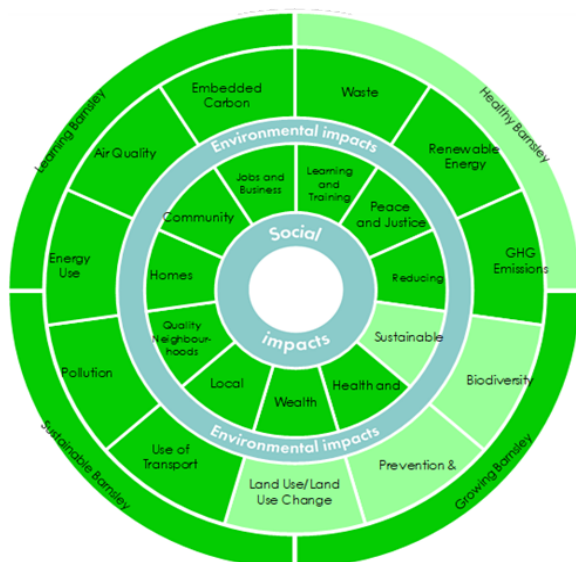 Learning Barnsley
Healthy Barnsley
Growing Barnsley
Sustainable Barnsley
Embedded
Carbon
Waste
Renewable
Energy
GHG
Emissions
Biodiversity
Prevention &
Land Use/Land
Use Change
Use of
Transport
Pollution
Energy
Use
Air Quality
Environmental impacts
Environmental impacts
Jobs and
Business
Learning
and
Training
Peace
and Justice
Reducing
Sustainable
Health and
Wealth
Local
Quality
Neighbour-
hoods
Homes
Community
Social
impacts